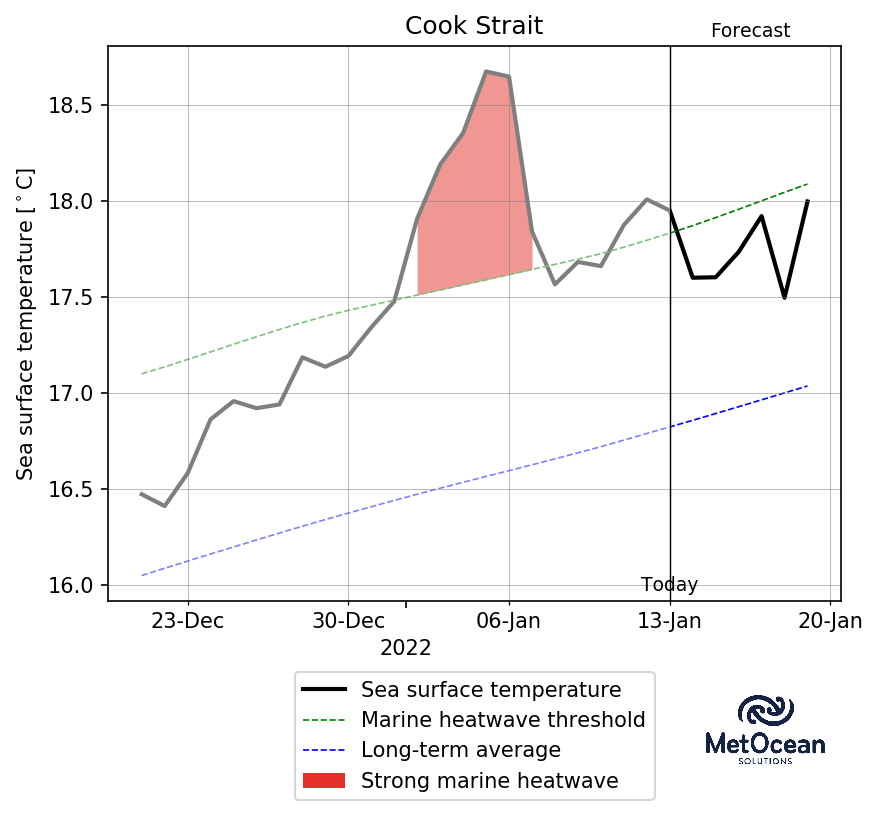 Cook Strait
Forecast
Sea surface temperature [°C]
18.5
18.0
17.5
17.0
16.5
16.0
Today
23-Dec 30-Dec 06-Jan 13-Jan 20-Jan
2022
Sea surface temperature
Marine heatwave threshold
Long-term average
Strong marine heatwave
MetOcean
SOLUTIONS